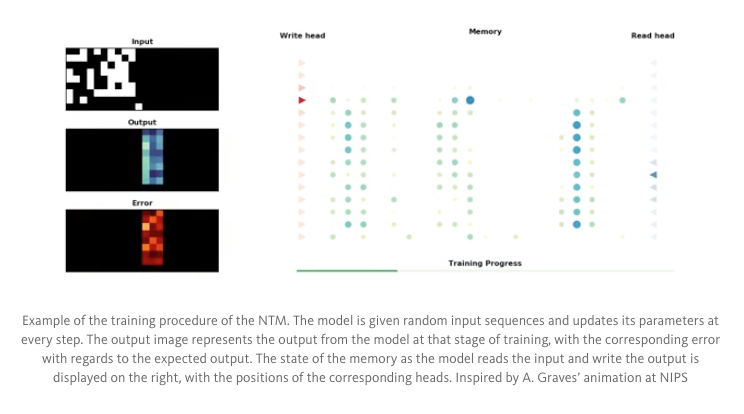 Input
Output
Error
Write head
Memory
Read head
Training Progress
Example of the training procedure of the NTM. The model is given random input sequences and updates its parameters at
every step. The output image represents the output from the model at that stage of training, with the corresponding error
with regards to the expected output. The state of the memory as the model reads the input and write the output is
displayed on the right, with the positions of the corresponding heads. Inspired by A. Graves’ animation at NIPS